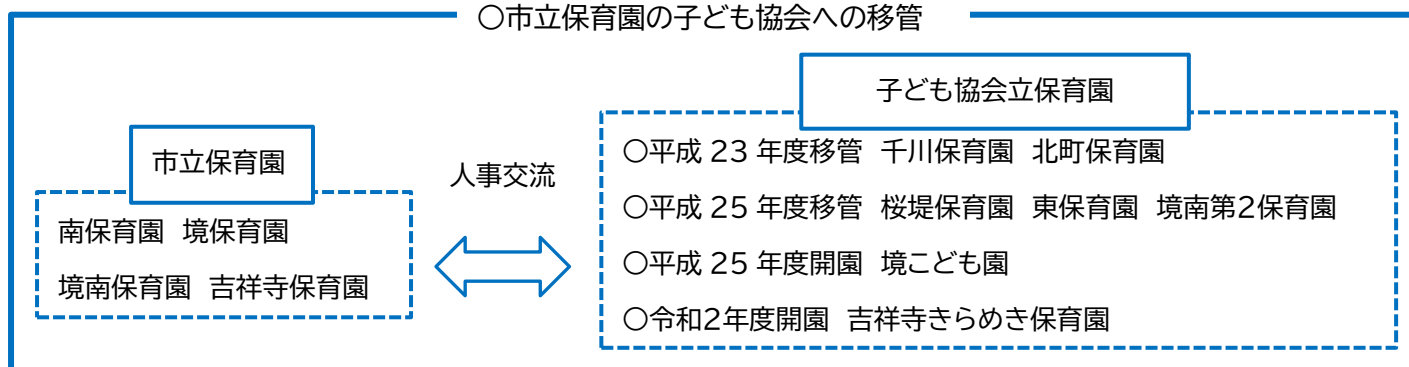 〇市立保育園の子ども協会への移管
市立保育園
南保育園 境保育園
境南保育園 吉祥寺保育園
人事交流
子ども協会立保育園
〇平成 23 年度移管 千川保育園 北町保育園
〇平成 25 年度移管 桜堤保育園 東保育園 境南第2保育園
〇平成 25 年度開園 境こども園
〇令和2年度開園 吉祥寺きらめき保育園